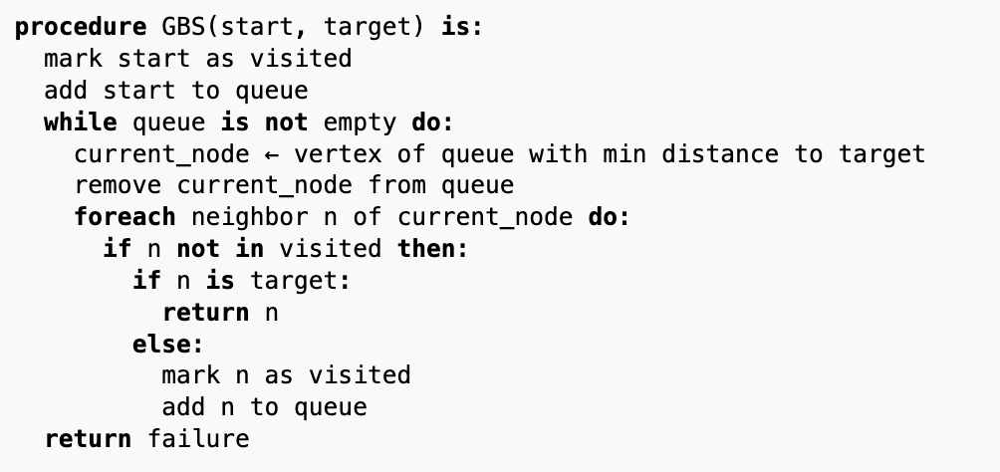 procedure GBS(start, target) is:
  mark start as visited
  add start to queue
  while queue is not empty do:
    current_node ← vertex of queue with min distance to target
    remove current_node from queue
    foreach neighbor n of current_node do:
      if n not in visited then:
        if n is target:
          return n
        else:
          mark n as visited
          add n to queue
  return failure